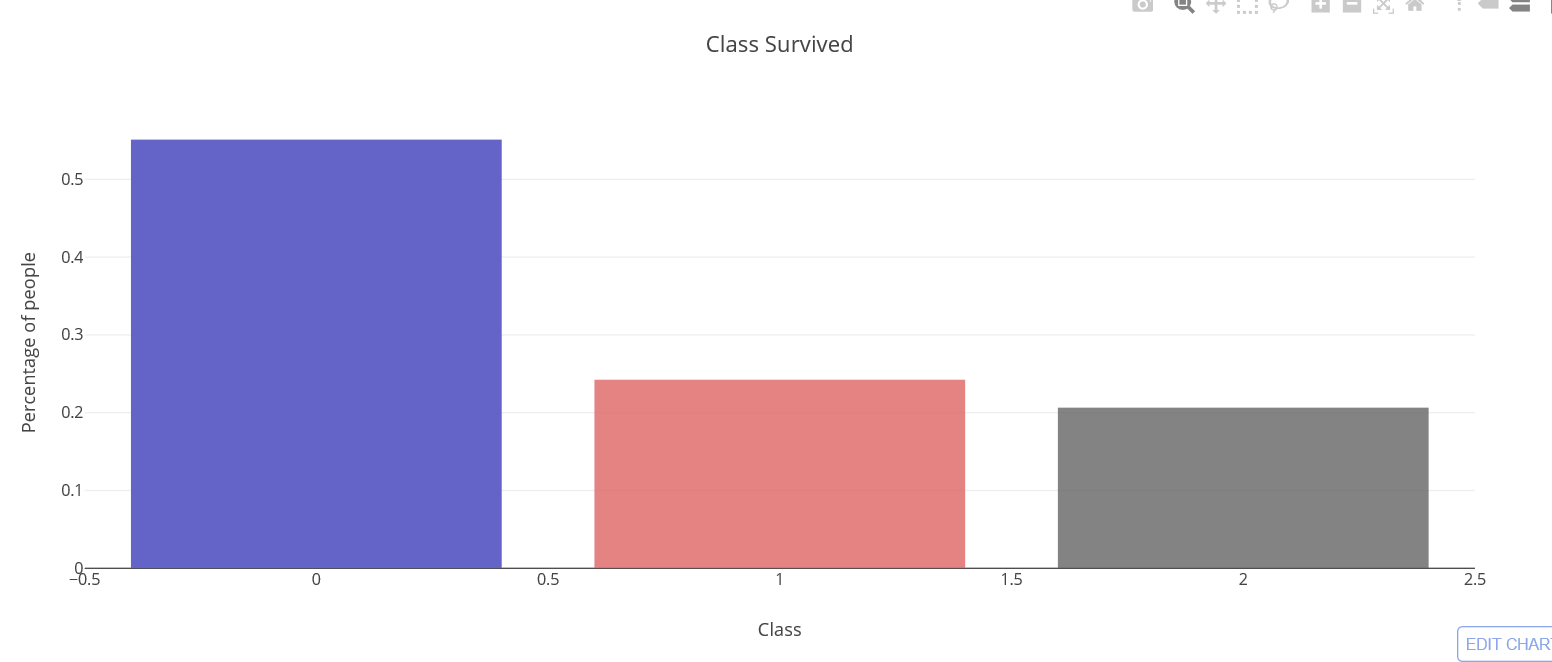 Class Survived
Percentage of people
0.5
0.4
0.3
0.2
0.1
0
−0.5 0 0.5 1 1.5 2 2.5
Class
EDIT CHAR